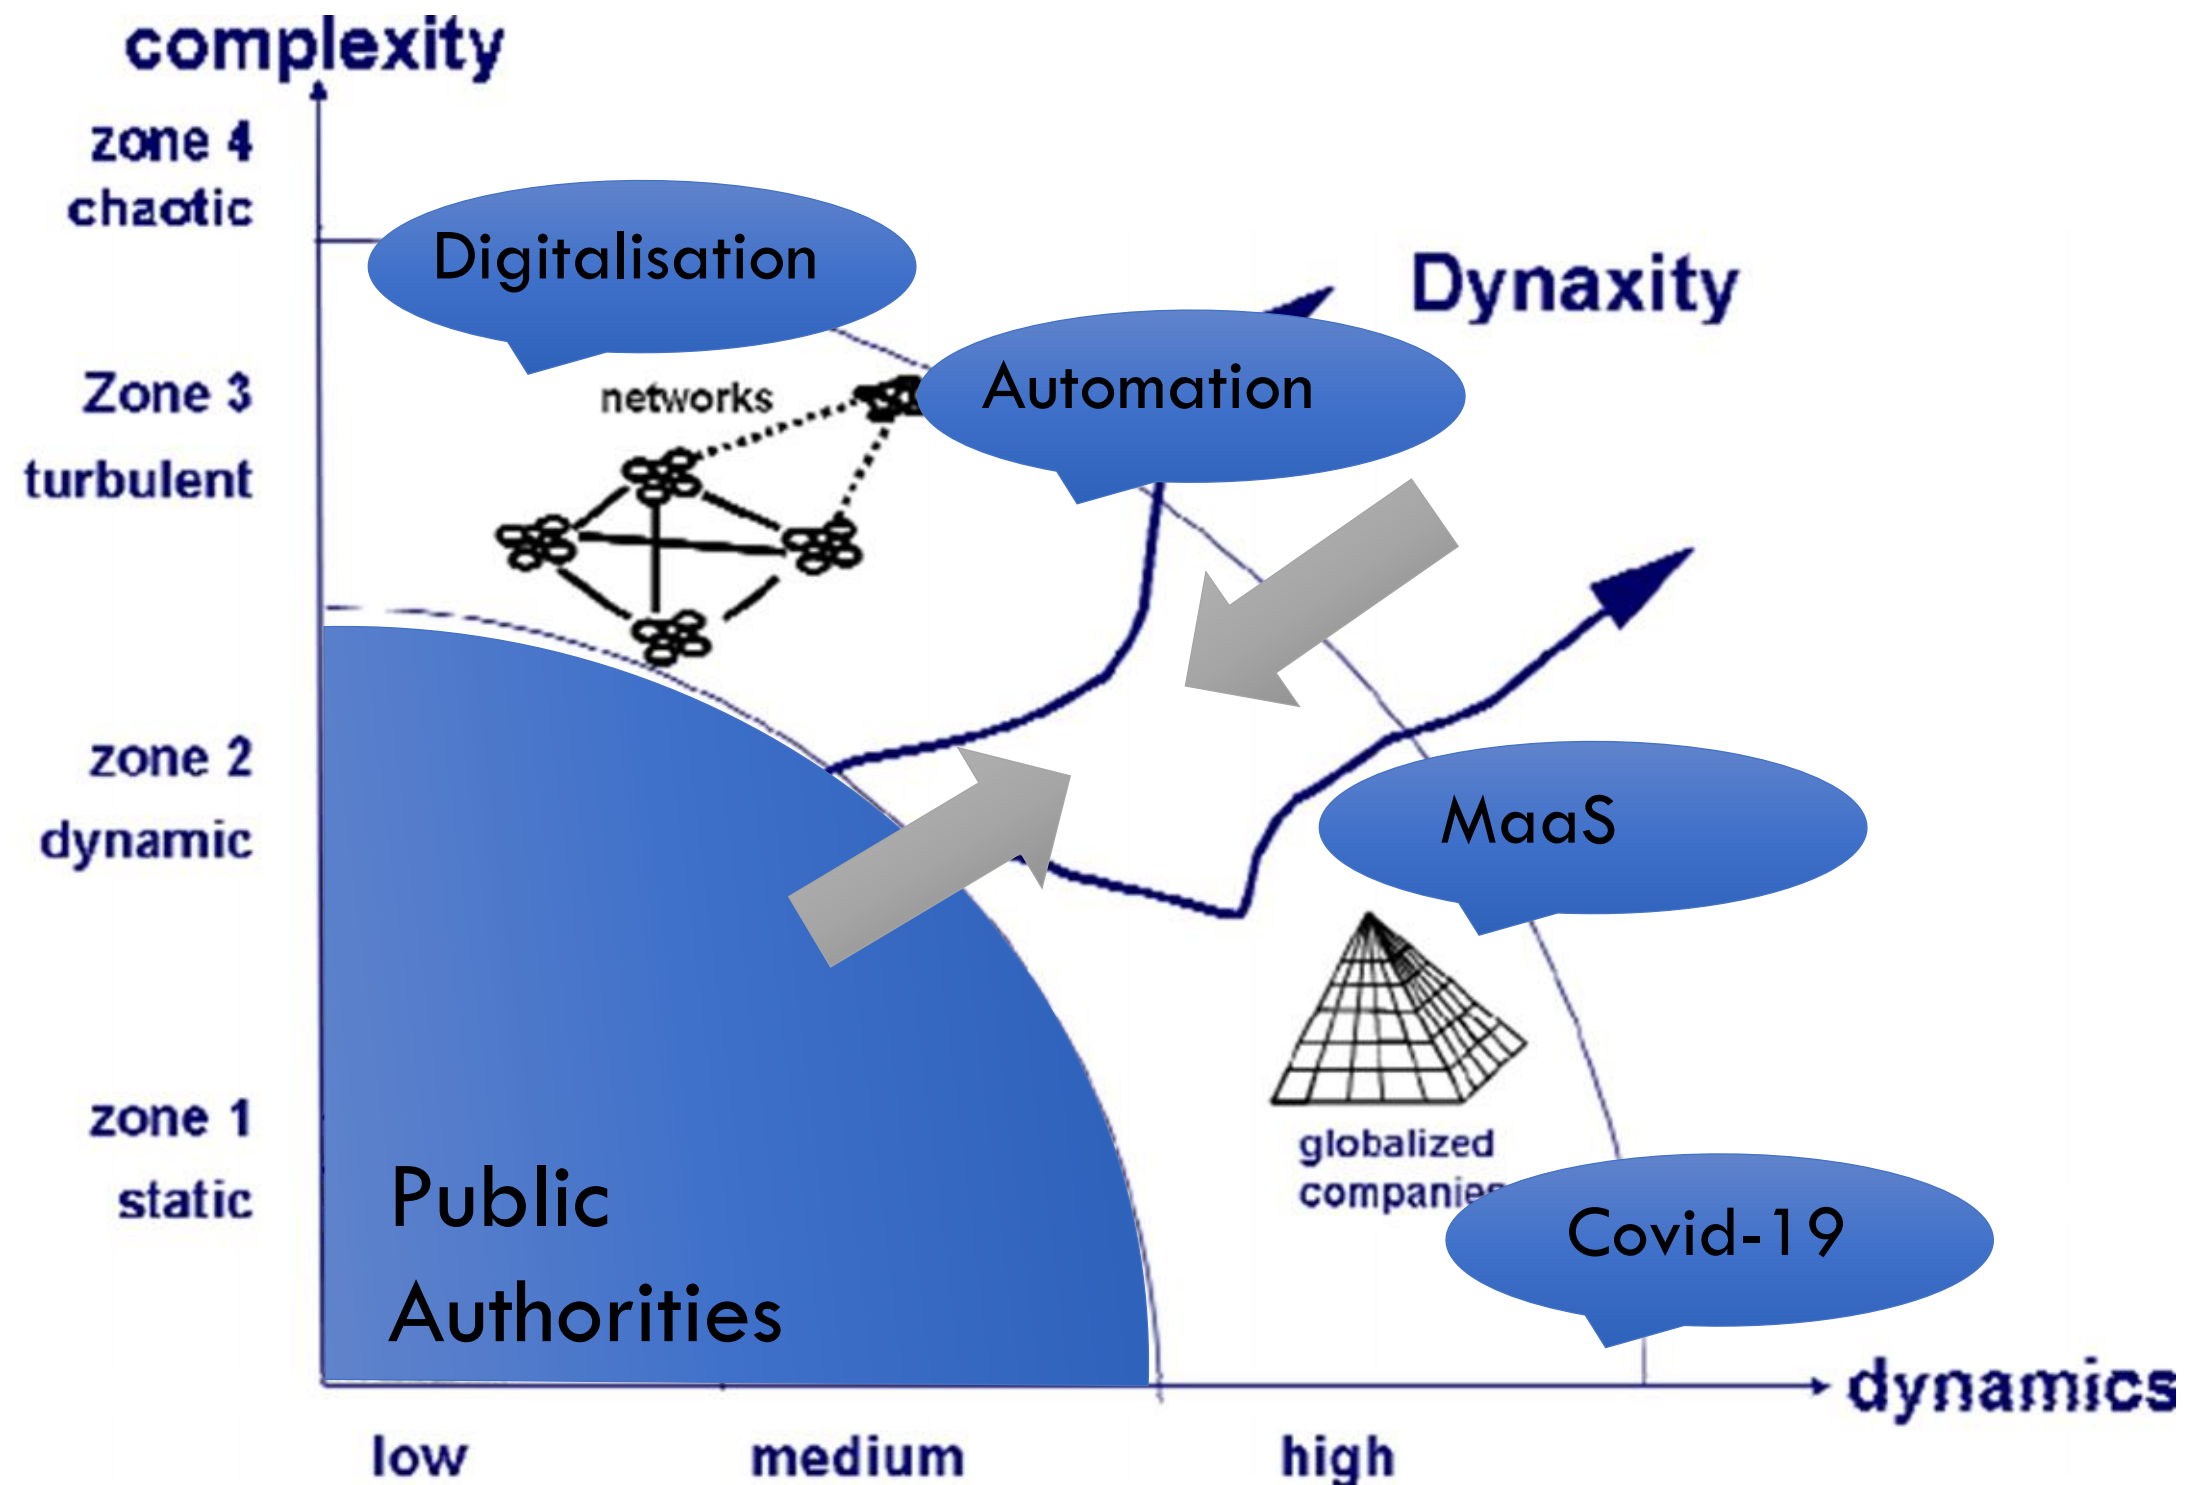 complexity
zone 4
chaotic
Digitalisation
Dynaxity
Automation
Zone 3
networks
turbulent
zone 2
MaaS
dynamic
zone 1
globalized
static
companies
Public
Authorities
Covid-19
dynamics
low
medium
high